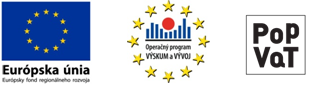 Európska únia
Európsky fond regionálneho rozvoja
Operačný program
VÝSKUM a VÝVOJ
PoP
VaT